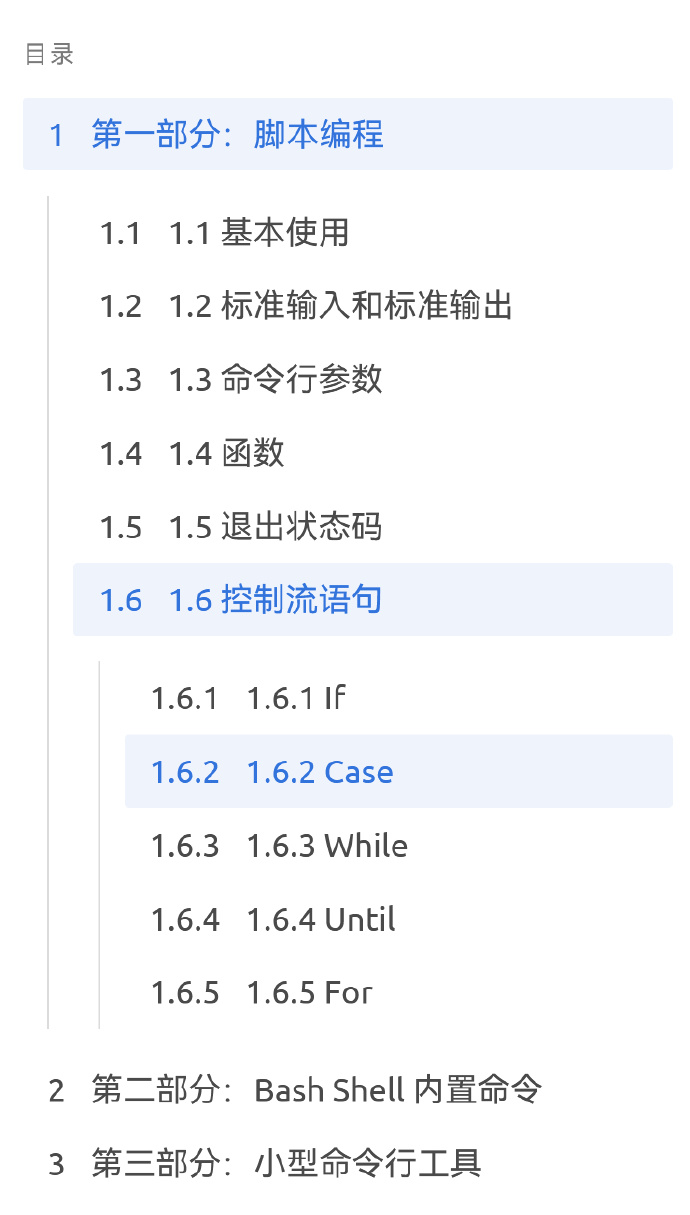 目录
1 第一部分：脚本编程
1.1 1.1 基本使用
1.2 1.2 标准输入和标准输出
1.3 1.3 命令行参数
1.4 1.4 函数
1.5 1.5 退出状态码
1.6 1.6 控制流语句
1.6.1 1.6.1 If
1.6.2 1.6.2 Case
1.6.3 1.6.3 While
1.6.4 1.6.4 Until
1.6.5 1.6.5 For
2 第二部分：Bash Shell 内置命令
3 第三部分：小型命令行工具